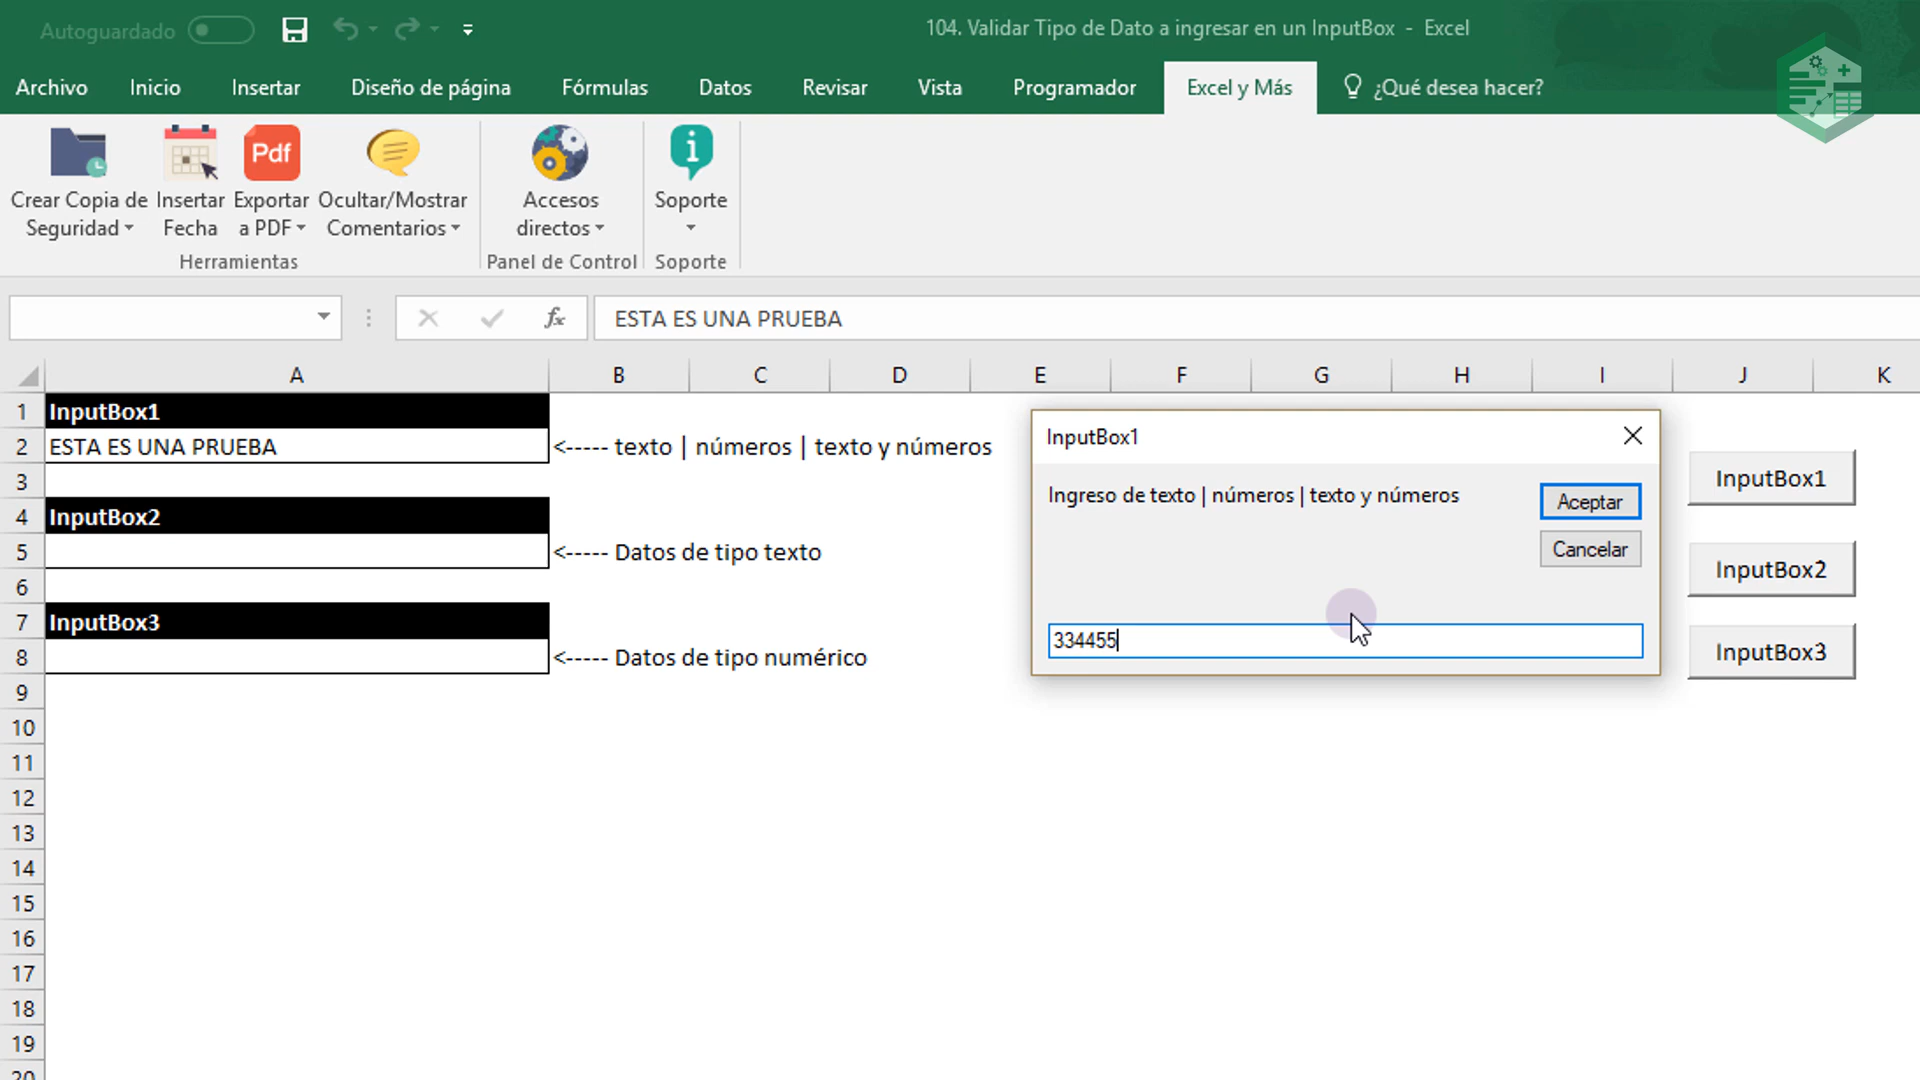 Autoguardado
104. Validar Tipo de Dato a ingresar en un InputBox - Excel
Archivo Inicio Insertar Diseño de página Fórmulas Datos Revisar Vista Programador Excel y Más ¿Qué desea hacer?
Pdf
Crear Copia de Seguridad
Insertar Fecha
Exportar a PDF
Ocultar/Mostrar Comentarios
Accesos directos
Soporte
Herramientas
Panel de Control
Soporte
fx
ESTA ES UNA PRUEBA
A B C D E F G H I J K
1 InputBox1
2 ESTA ES UNA PRUEBA <----- texto | números | texto y números
3
4 InputBox2
5 <----- Datos de tipo texto
6
7 InputBox3
8 <----- Datos de tipo numérico
9
10
11
12
13
14
15
16
17
18
19
20
InputBox1
Ingreso de texto | números | texto y números
Aceptar
Cancelar
334455
InputBox1
InputBox2
InputBox3